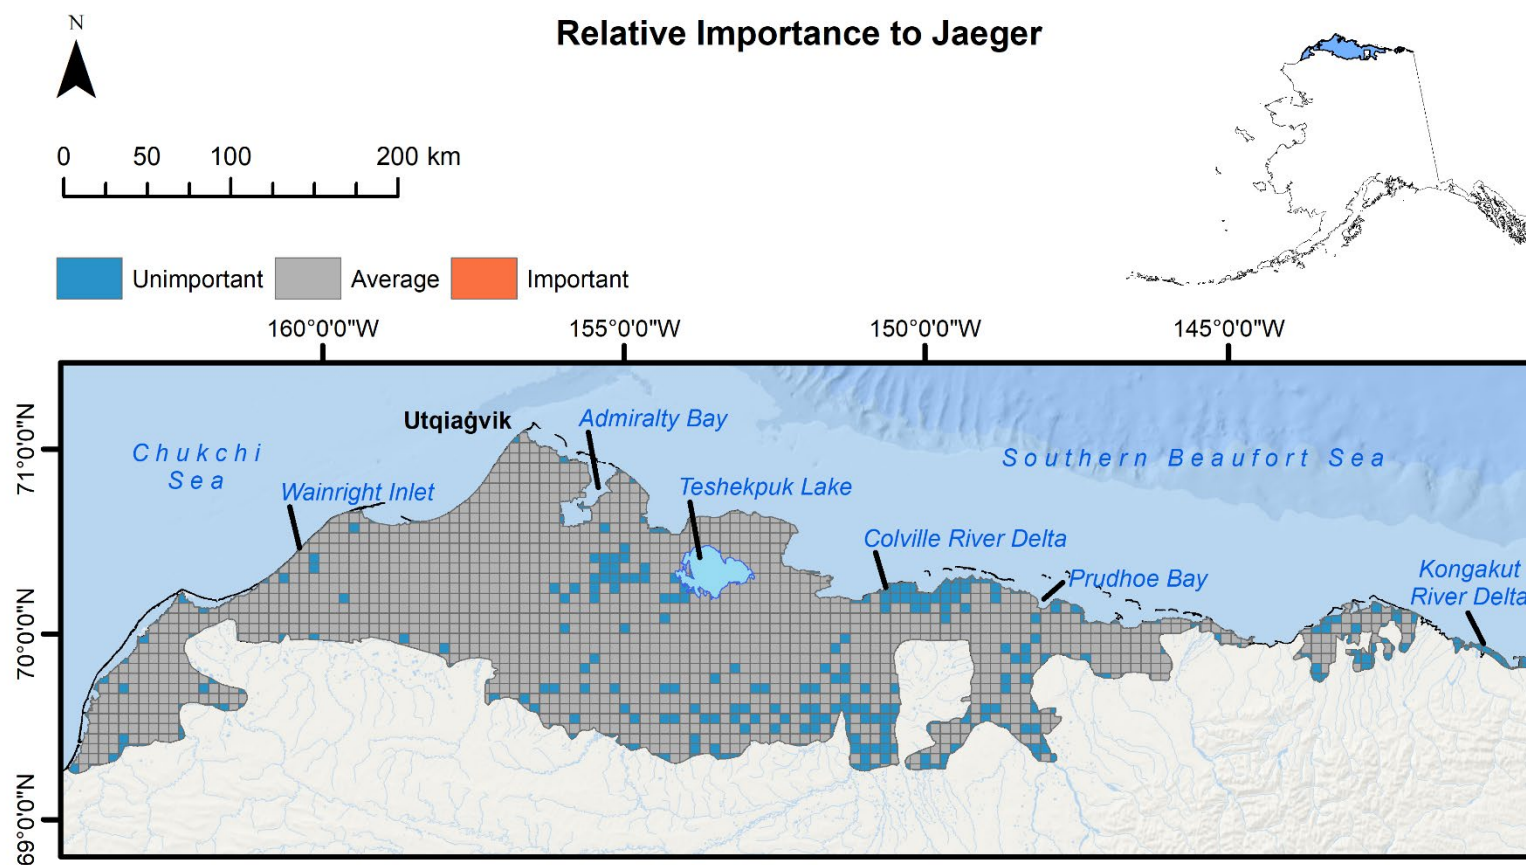 Relative Importance to Jaeger
N
0 50 100 200 km
Unimportant Average Important
160°0'0"W 155°0'0"W 150°0'0"W 145°0'0"W
71°0'0"N
70°0'0"N
69°0'0"N
Utqiaġvik
Admiralty Bay
Chukchi
Sea
Southern Beaufort Sea
Wainright Inlet
Teshekpuk Lake
Colville River Delta
Prudhoe Bay
Kongakut
River Delta